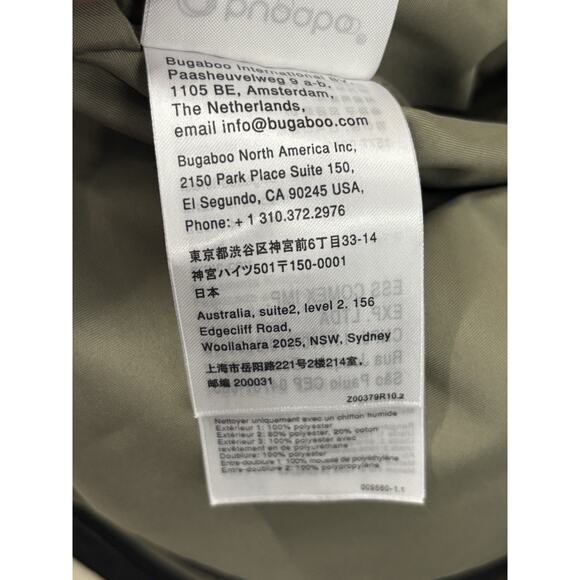 bugaboo
Bugaboo International B.V.
Paasheuvelweg 9 a-b,
1105 BE, Amsterdam,
The Netherlands,
email info@bugaboo.com
Bugaboo North America Inc,
2150 Park Place Suite 150,
El Segundo, CA 90245 USA,
Phone: + 1 310.372.2976
東京都渋谷区神宮前6丁目33-14
神宮ハイツ501〒150-0001
日本
Australia, suite2, level 2. 156
Edgecliff Road,
Woollahara 2025, NSW, Sydney
上海市岳阳路221号2楼214室,
邮编 200031
Z00379R10.2
Nettoyer uniquement avec un chiffon humide
Extérieur 1: 100% polyester
Extérieur 2: 80% polyester, 20% coton
Extérieur 3: 100% polyester avec
revêtement en de polyuréthane
Doublure: 100% polyester
Entre-doublure 1: 100% mousse de polyéthylène
Entre-doublure 2: 100% polypropylène